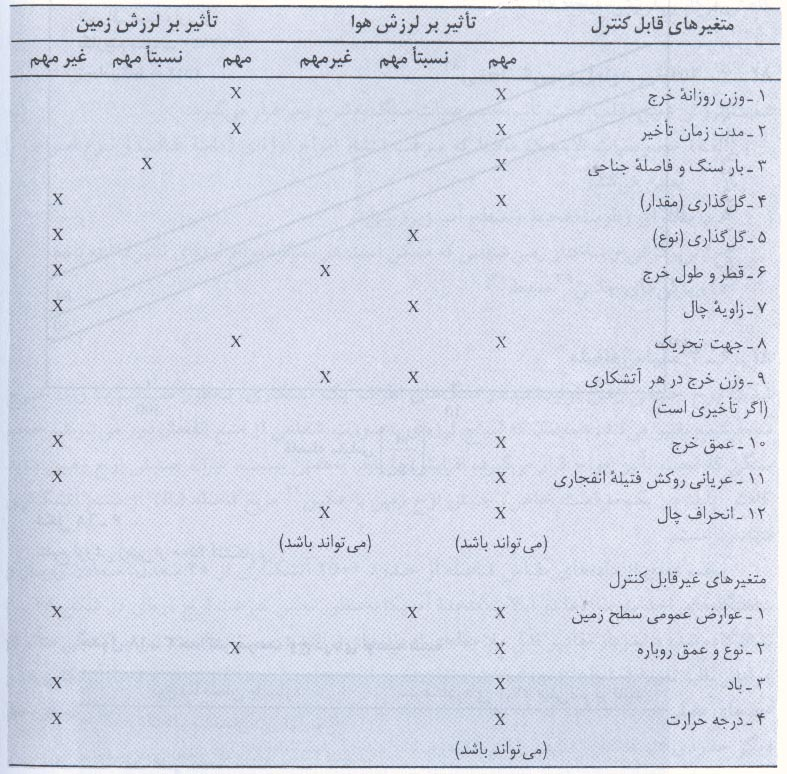 متغیرهای قابل کنترل تأثیر بر لرزش هوا تأثیر بر لرزش زمین
مهم نسبتأ مهم غیرمهم مهم نسبتأ مهم غیر مهم
۱ ـ وزن روزانهٔ خرج X X
۲ ـ مدت زمان تأخیر X X
۳ ـ بار سنگ و فاصلهٔ جناحی X X
۴ ـ گل‌گذاری (مقدار) X X
۵ ـ گل‌گذاری (نوع) X X
۶ ـ قطر و طول خرج X X
۷ ـ زاویهٔ چال X X
۸ ـ جهت تحریک X X
۹ ـ وزن خرج در هر آتشکاری X X
(اگر تأخیری است)
۱۰ ـ عمق خرج X X
۱۱ ـ عریانی روکش فتیلهٔ انفجاری X X
۱۲ ـ انحراف چال X X
(می‌تواند باشد) (می‌تواند باشد)
متغیرهای غیرقابل کنترل
۱ ـ عوارض عمومی سطح زمین X X X
۲ ـ نوع و عمق روباره X X
۳ ـ باد X X
۴ ـ درجه حرارت X X
(می‌تواند باشد)